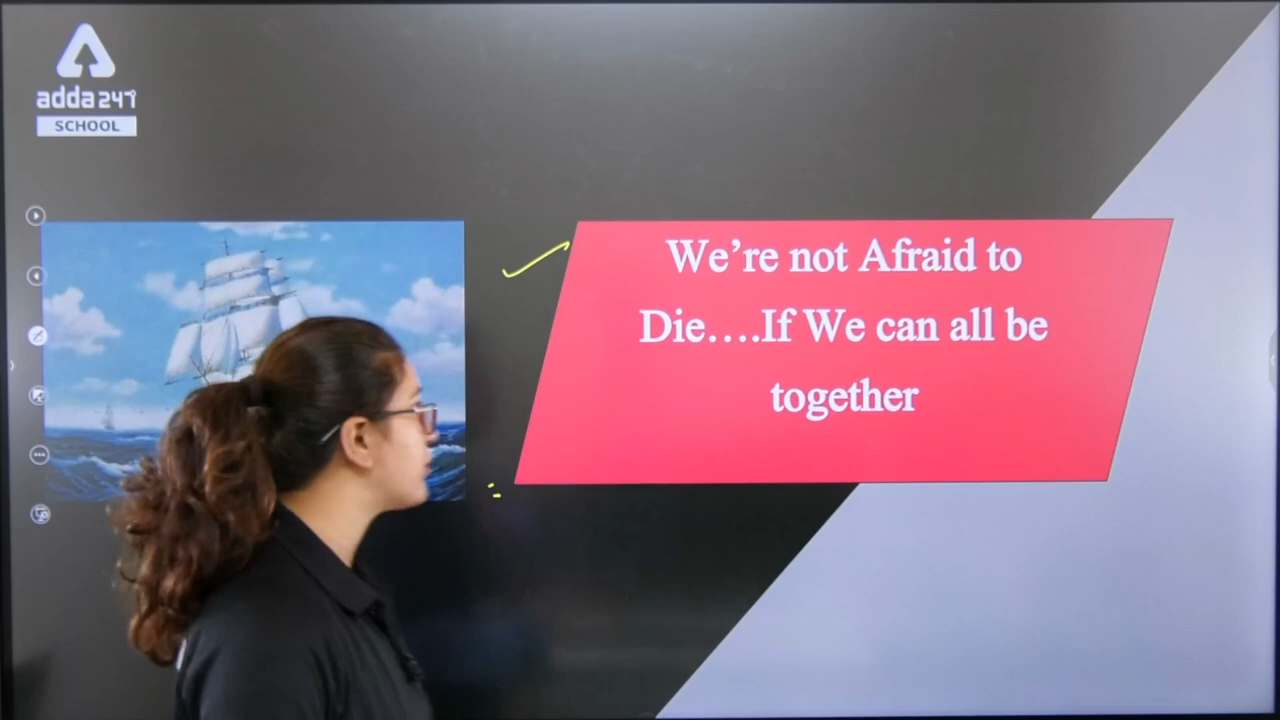 adda247
SCHOOL
We’re not Afraid to
Die....If We can all be
together